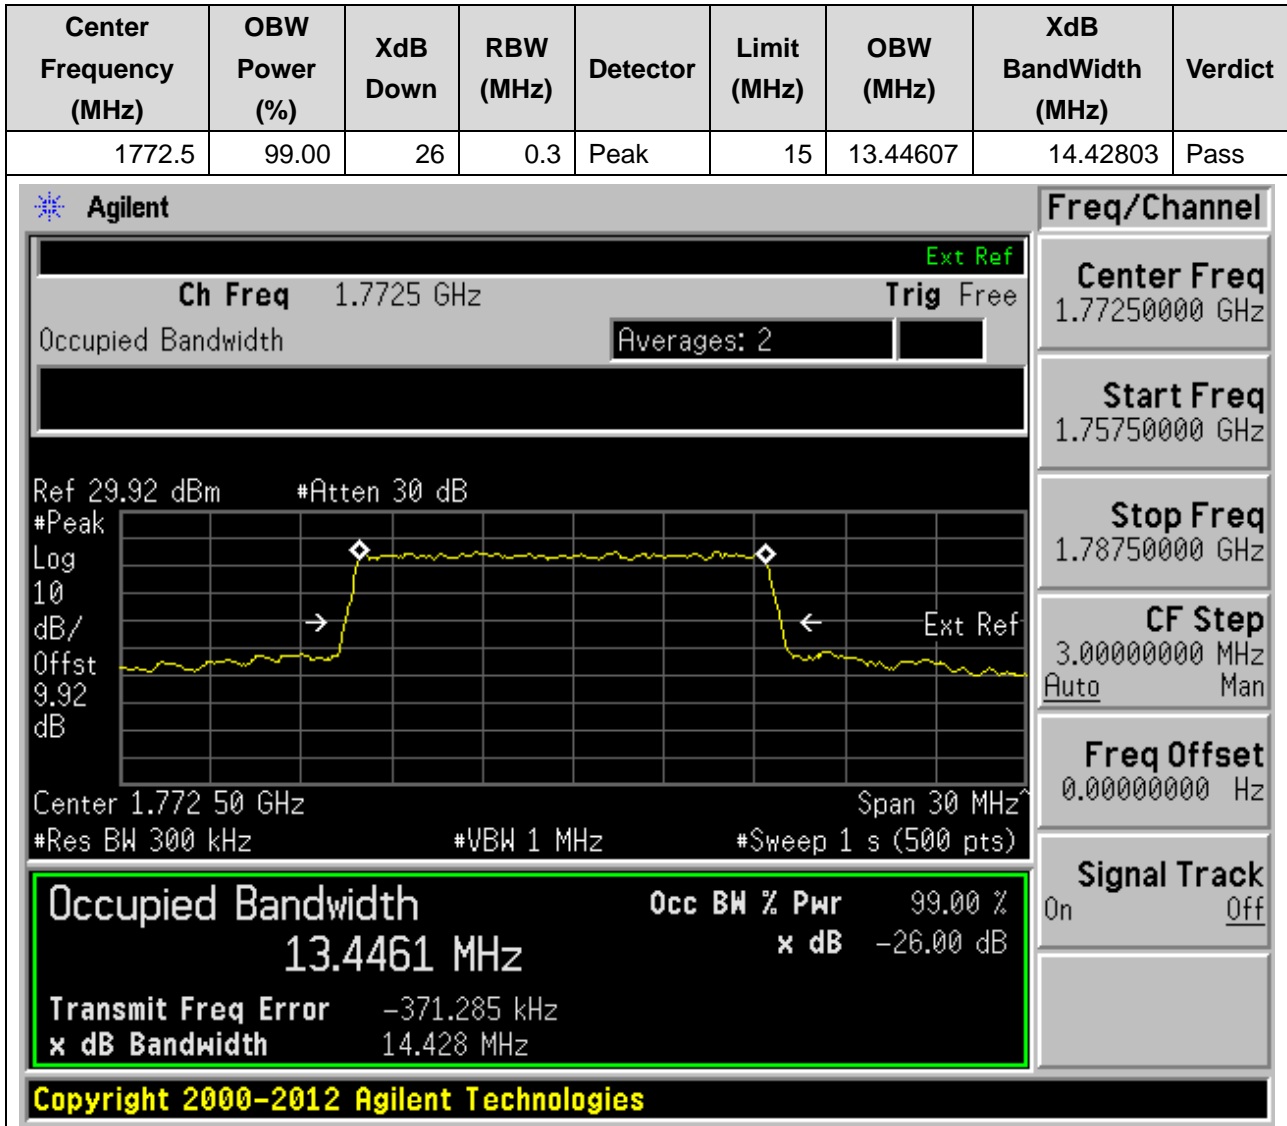 Center Frequency (MHz) OBW Power (%) XdB Down RBW (MHz) Detector Limit (MHz) OBW (MHz) XdB BandWidth (MHz) Verdict
1772.5 99.00 26 0.3 Peak 15 13.44607 14.42803 Pass
Agilent
Freq/Channel
Ext Ref
Ch Freq 1.7725 GHz Trig Free
Occupied Bandwidth Averages: 2
Center Freq
1.77250000 GHz
Start Freq
1.75750000 GHz
Stop Freq
1.78750000 GHz
CF Step
3.00000000 MHz
Auto Man
Freq Offset
0.00000000 Hz
Signal Track
On Off
Ref 29.92 dBm #Atten 30 dB
#Peak
Log
10
dB/
Offst
9.92
dB
Ext Ref
Center 1.772 50 GHz Span 30 MHz^
#Res BW 300 kHz #VBW 1 MHz #Sweep 1 s (500 pts)
Occupied Bandwidth Occ BW % Pwr 99.00 %
13.4461 MHz x dB -26.00 dB
Transmit Freq Error -371.285 kHz
x dB Bandwidth 14.428 MHz
Copyright 2000-2012 Agilent Technologies